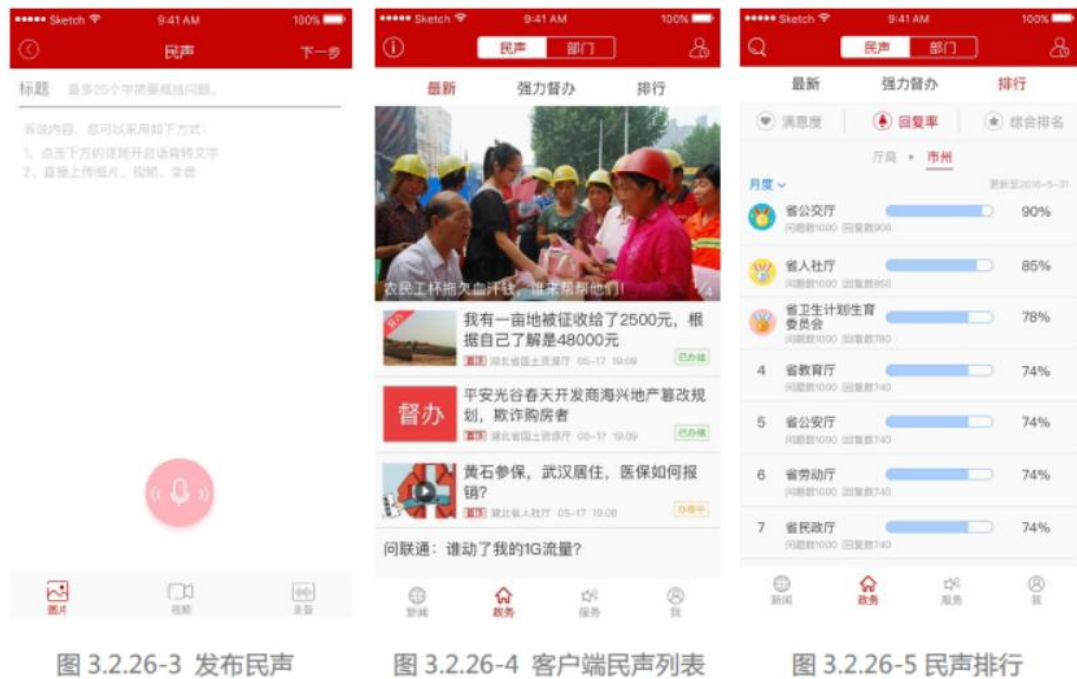 Sketch 9:41 AM 100%
民声 下一步
标题 最多25个字简要概括问题。
诉说内容，您可以采用如下方式：
1、点击下方的话筒开启语音转文字
2、直接上传图片、视频、录音
图片 视频 录音
图 3.2.26-3 发布民声
Sketch 9:41 AM 100%
民声 部门
最新 强力督办 排行
农民工杯拖欠血汗钱，谁来帮帮他们！ 1/4
督办
我有一亩地被征收给了2500元，根
据自己了解是48000元
置顶 湖北省国土资源厅 05-17 19:09 已办结
督办
平安光谷春天开发商海兴地产篡改规
划，欺诈购房者
置顶 湖北省国土资源厅 05-17 19:09 已办结
黄石参保，武汉居住，医保如何报
销？
置顶 湖北省人社厅 05-17 19:08 办理中
问联通：谁动了我的1G流量？
新闻 政务 服务 我
图 3.2.26-4 客户端民声列表
Sketch 9:41 AM 100%
民声 部门
最新 强力督办 排行
满意度 回复率 综合排名
厅局 市州
月度 更新至2016-5-31
省公交厅 90%
问题数1000 回复数900
省人社厅 85%
问题数1000 回复数850
省卫生计划生育
委员会 78%
问题数1000 回复数780
4 省教育厅 74%
问题数1000 回复数740
5 省公安厅 74%
问题数1000 回复数740
6 省劳动厅 74%
问题数1000 回复数740
7 省民政厅 74%
问题数1000 回复数740
新闻 政务 服务 我
图 3.2.26-5 民声排行